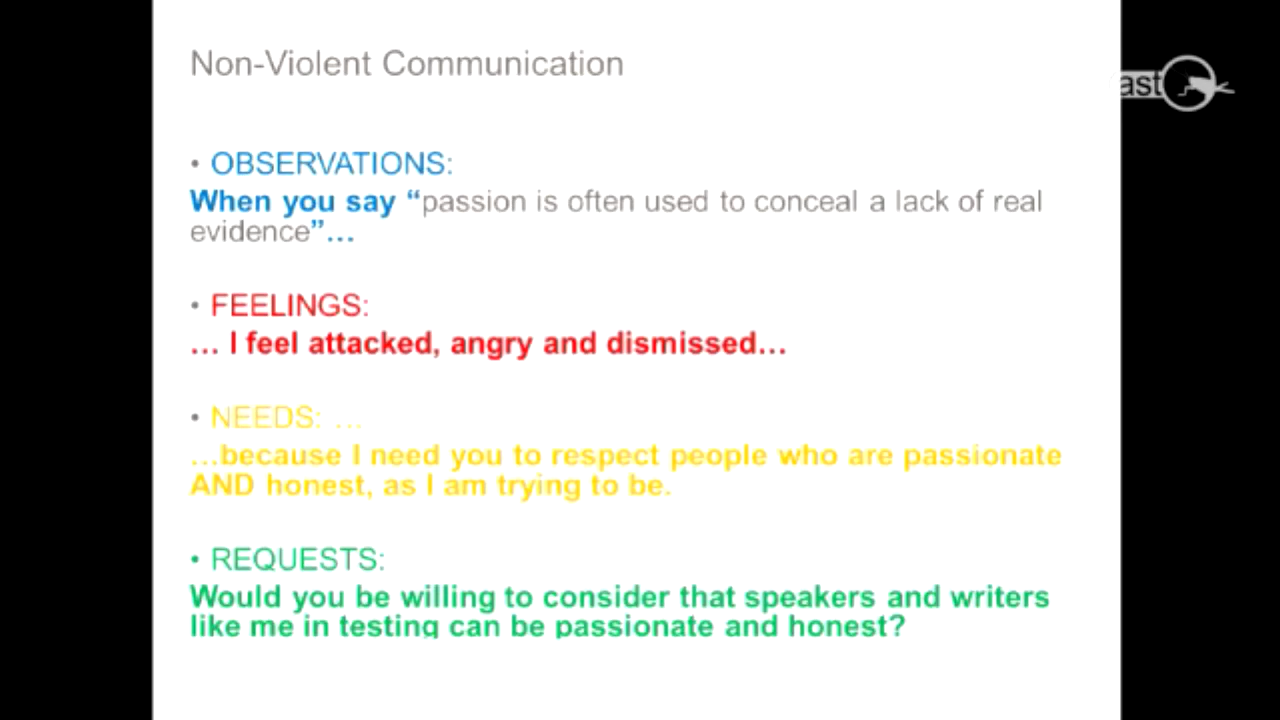 Non-Violent Communication
ast
• OBSERVATIONS:
When you say “passion is often used to conceal a lack of real
evidence”...
• FEELINGS:
... I feel attacked, angry and dismissed...
• NEEDS: ...
...because I need you to respect people who are passionate
AND honest, as I am trying to be.
• REQUESTS:
Would you be willing to consider that speakers and writers
like me in testing can be passionate and honest?